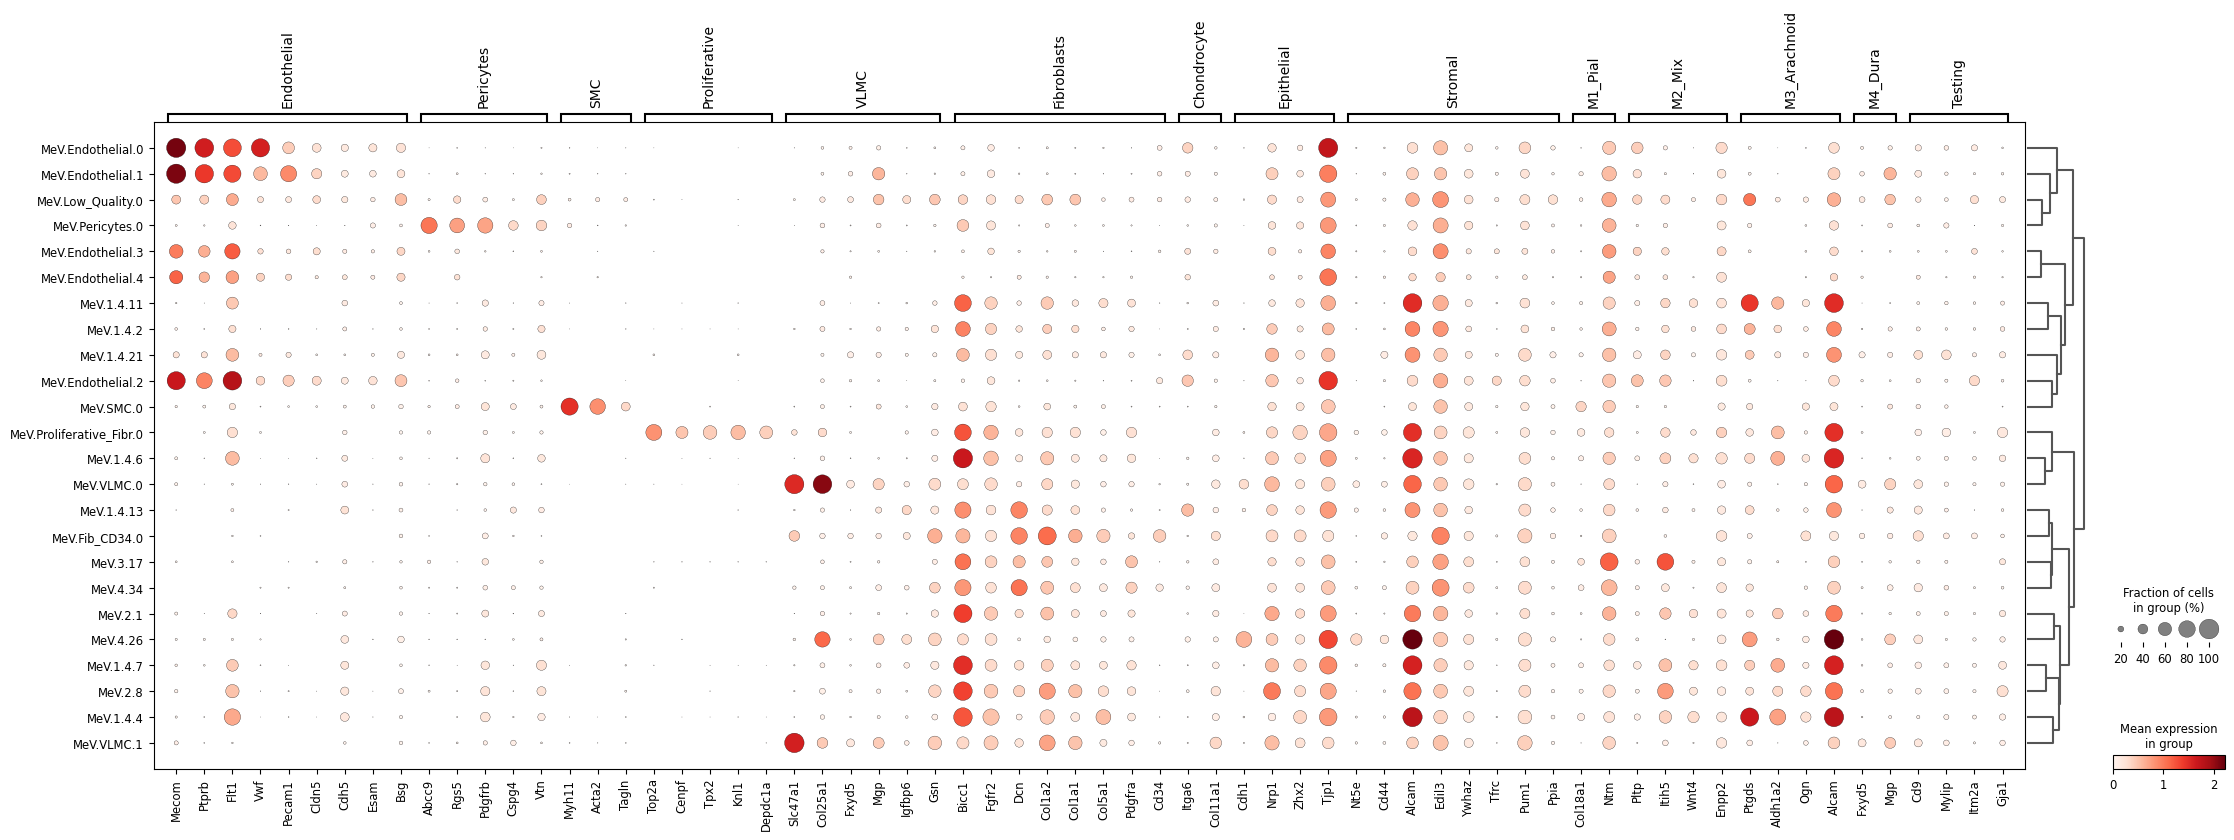 Endothelial
Pericytes
SMC
Proliferative
VLMC
Fibroblasts
Chondrocyte
Epithelial
Stromal
M1_Pial
M2_Mix
M3_Arachnoid
M4_Dura
Testing
MeV.Endothelial.0
MeV.Endothelial.1
MeV.Low_Quality.0
MeV.Pericytes.0
MeV.Endothelial.3
MeV.Endothelial.4
MeV.1.4.11
MeV.1.4.2
MeV.1.4.21
MeV.Endothelial.2
MeV.SMC.0
MeV.Proliferative_Fibr.0
MeV.1.4.6
MeV.VLMC.0
MeV.1.4.13
MeV.Fib_CD34.0
MeV.3.17
MeV.4.34
MeV.2.1
MeV.4.26
MeV.1.4.7
MeV.2.8
MeV.1.4.4
MeV.VLMC.1
Mecom
Ptprb
Flt1
Vwf
Pecam1
Cldn5
Cdh5
Esam
Bsg
Abcc9
Rgs5
Pdgfrb
Cspg4
Vtn
Myh11
Acta2
Tagln
Top2a
Cenpf
Tpx2
Knl1
Depdc1a
Slc47a1
Col25a1
Fxyd5
Mgp
Igfbp6
Gsn
Bicc1
Fgfr2
Dcn
Col1a2
Col1a1
Col5a1
Pdgfra
Cd34
Itga6
Col11a1
Cdh1
Nrp1
Zhx2
Tjp1
Nt5e
Cd44
Alcam
Edil3
Ywhaz
Tfrc
Pum1
Ppia
Col18a1
Ntm
Pltp
Itih5
Wnt4
Enpp2
Ptgds
Aldh1a2
Ogn
Alcam
Fxyd5
Mgp
Cd9
Mylip
Itm2a
Gja1
Fraction of cells
in group (%)
20 40 60 80 100
Mean expression
in group
0 1 2